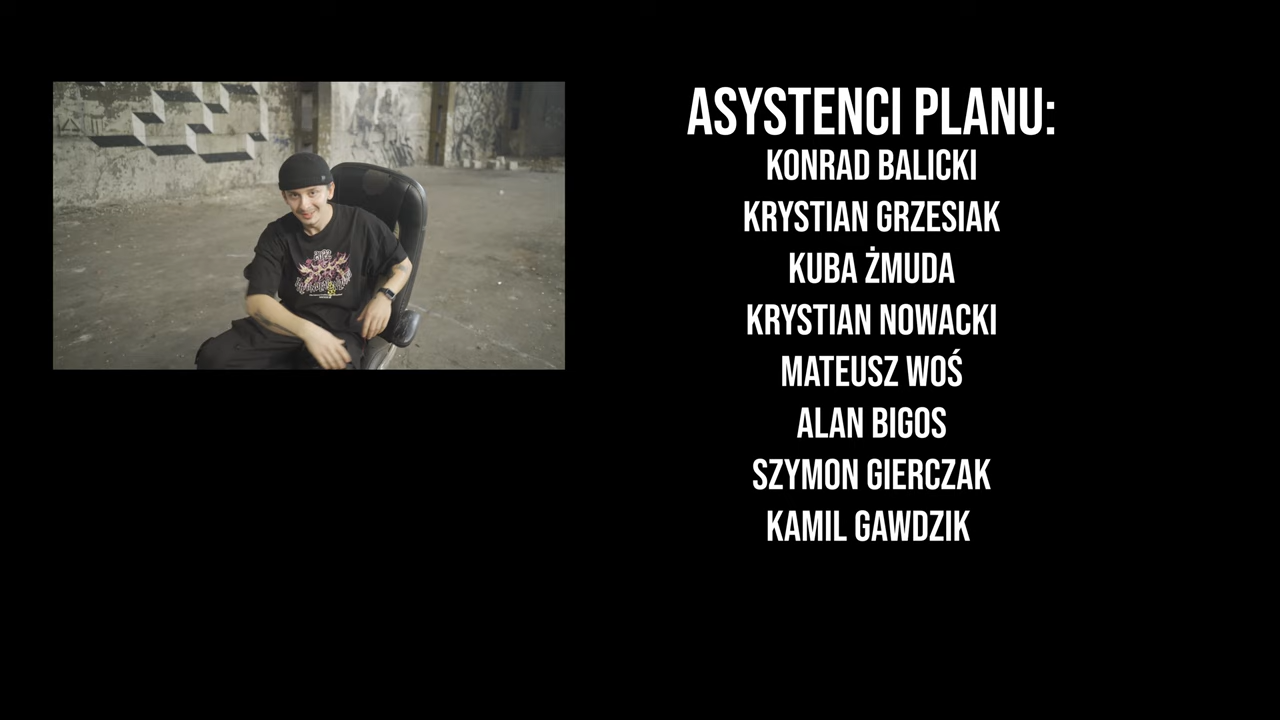 ASYSTENCI PLANU:
KONRAD BALICKI
KRYSTIAN GRZESIAK
KUBA ŻMUDA
KRYSTIAN NOWACKI
MATEUSZ WOŚ
ALAN BIGOS
SZYMON GIERCZAK
KAMIL GAWDZIK